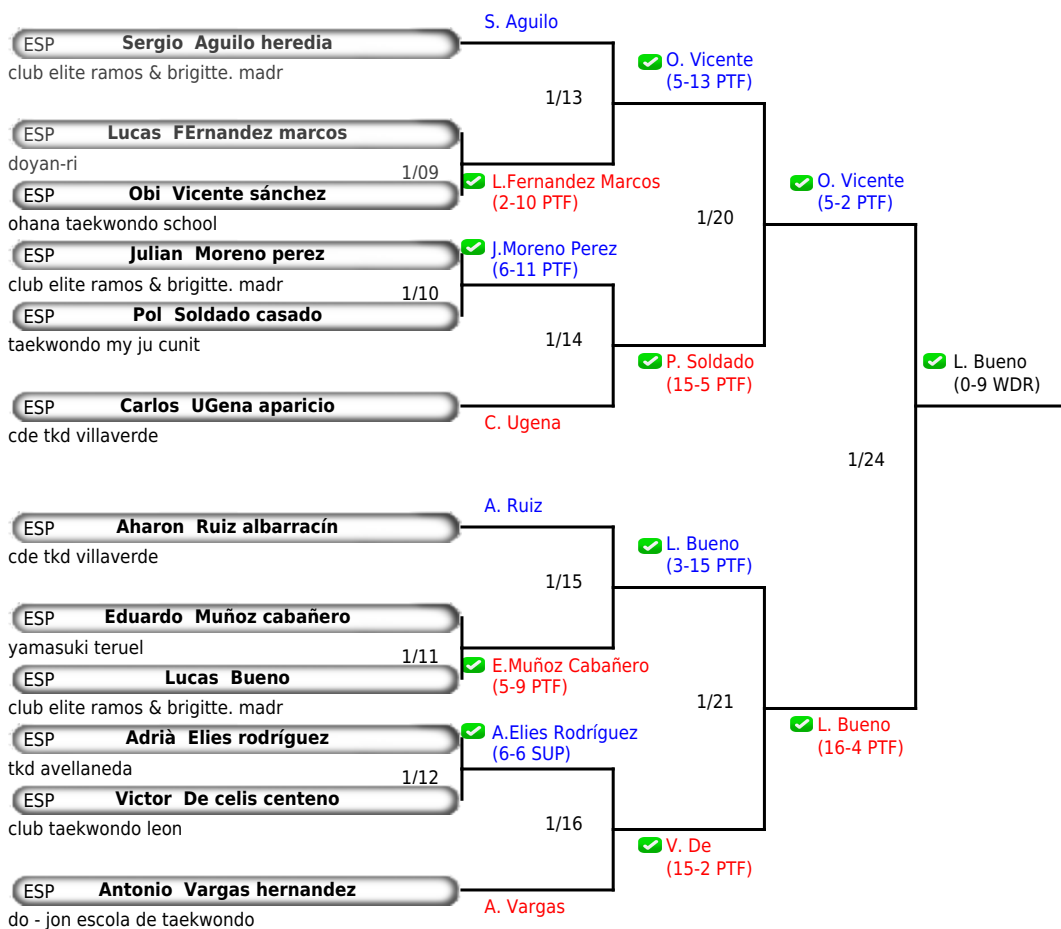 S. Aguilo
ESP Sergio Aguilo heredia
club elite ramos & brigitte. madr
O. Vicente
(5-13 PTF)
1/13
ESP Lucas FErnandez marcos
doyan-ri
1/09
L.Fernandez Marcos
(2-10 PTF)
ESP Obi Vicente sánchez
ohana taekwondo school
O. Vicente
(5-2 PTF)
1/20
ESP Julian Moreno perez
club elite ramos & brigitte. madr
J.Moreno Perez
(6-11 PTF)
1/10
ESP Pol Soldado casado
taekwondo my ju cunit
1/14
P. Soldado
(15-5 PTF)
L. Bueno
(0-9 WDR)
ESP Carlos UGena aparicio
cde tkd villaverde
C. Ugena
1/24
A. Ruiz
ESP Aharon Ruiz albarracín
cde tkd villaverde
L. Bueno
(3-15 PTF)
1/15
ESP Eduardo Muñoz cabañero
yamasuki teruel
1/11
E.Muñoz Cabañero
(5-9 PTF)
ESP Lucas Bueno
club elite ramos & brigitte. madr
1/21
L. Bueno
(16-4 PTF)
ESP Adrià Elies rodríguez
tkd avellaneda
A.Elies Rodríguez
(6-6 SUP)
1/12
ESP Victor De celis centeno
club taekwondo leon
1/16
V. De
(15-2 PTF)
ESP Antonio Vargas hernandez
do - jon escola de taekwondo
A. Vargas